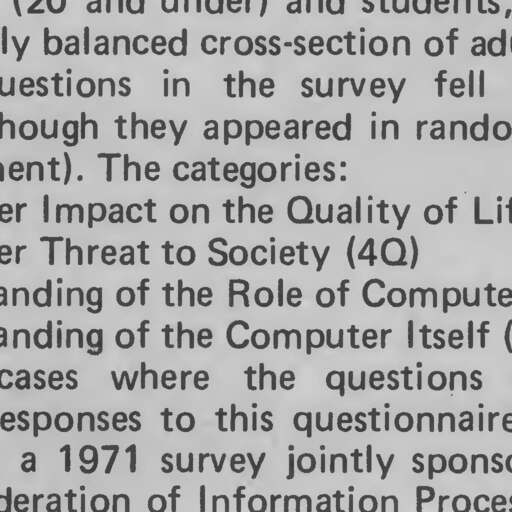 (20 and under) and students,
ly balanced cross-section of adu
uestions in the survey fell
hough they appeared in rando
nent). The categories:
er Impact on the Quality of Lif
er Threat to Society (4Q)
anding of the Role of Compute
anding of the Computer Itself (
cases where the questions
esponses to this questionnaire
a 1971 survey jointly sponso
deration of Information Proces